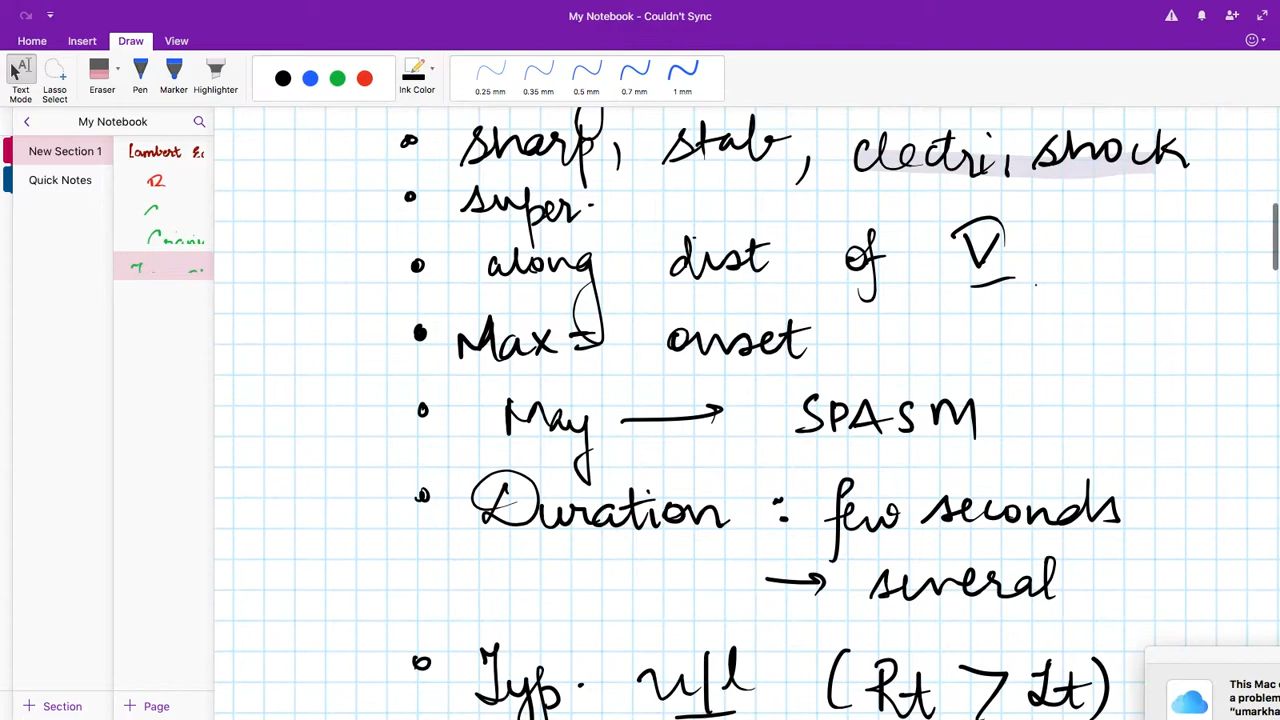 My Notebook - Couldn't Sync
Home Insert Draw View
Text Mode
Lasso Select
Eraser
Pen
Marker
Highlighter
Ink Color
0.25 mm
0.35 mm
0.5 mm
0.7 mm
1 mm
My Notebook
New Section 1
Quick Notes
Lambert
• sharp, stab, electri, shock
• super.
• along dist of V
• Max = onset
• May → SPASM
• Duration : few seconds
→ several
• Typ. u/l (Rt > Lt)
+ Section
+ Page
This Mac c
a problem
"umarkha